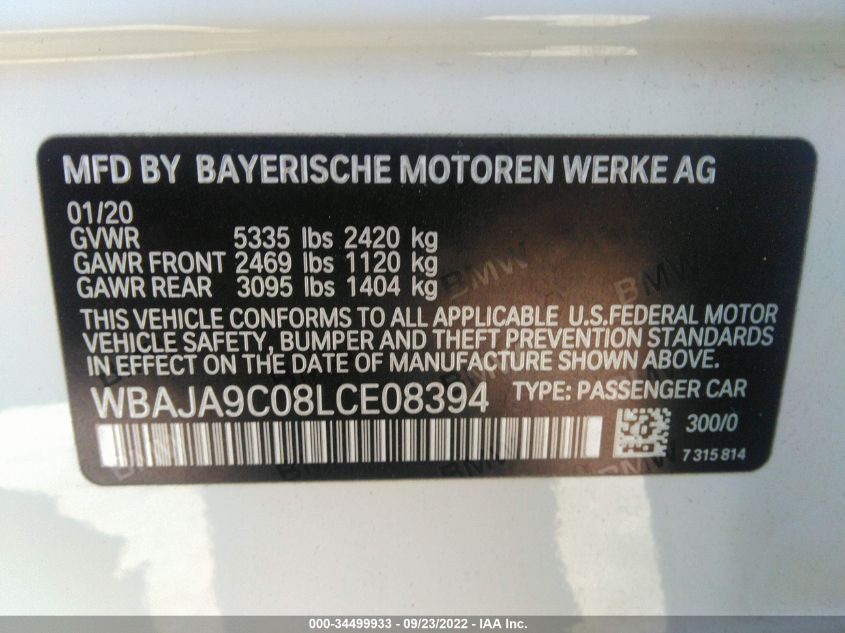 MFD BY BAYERISCHE MOTOREN WERKE AG
01/20
GVWR 5335 lbs 2420 kg
GAWR FRONT 2469 lbs 1120 kg
GAWR REAR 3095 lbs 1404 kg
THIS VEHICLE CONFORMS TO ALL APPLICABLE U.S.FEDERAL MOTOR
VEHICLE SAFETY, BUMPER AND THEFT PREVENTION STANDARDS
IN EFFECT ON THE DATE OF MANUFACTURE SHOWN ABOVE.
WBAJA9C08LCE08394 TYPE: PASSENGER CAR
300/0
7 315 814
000-34499933 - 09/23/2022 - IAA Inc.